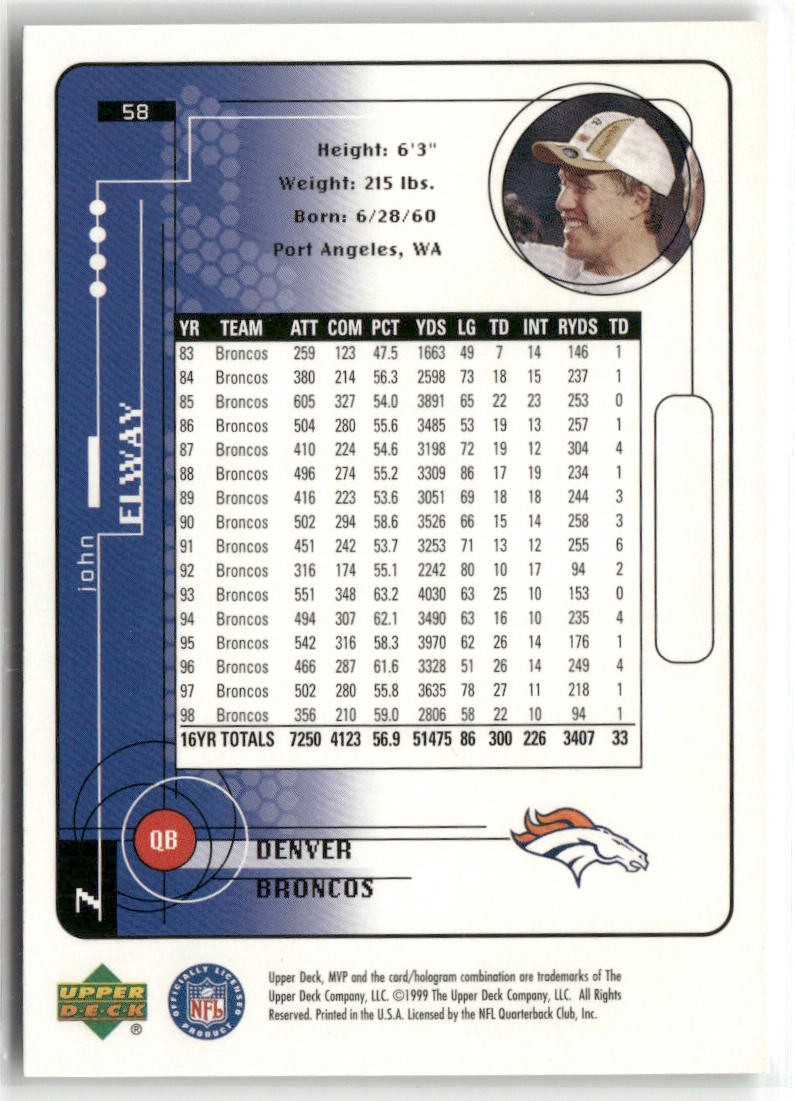 58
Height: 6'3"
Weight: 215 lbs.
Born: 6/28/60
Port Angeles, WA
YR TEAM ATT COM PCT YDS LG TD INT RYDS TD
83 Broncos 259 123 47.5 1663 49 7 14 146 1
84 Broncos 380 214 56.3 2598 73 18 15 237 1
85 Broncos 605 327 54.0 3891 65 22 23 253 0
86 Broncos 504 280 55.6 3485 53 19 13 257 1
87 Broncos 410 224 54.6 3198 72 19 12 304 4
88 Broncos 496 274 55.2 3309 86 17 19 234 1
89 Broncos 416 223 53.6 3051 69 18 18 244 3
90 Broncos 502 294 58.6 3526 66 15 14 258 3
91 Broncos 451 242 53.7 3253 71 13 12 255 6
92 Broncos 316 174 55.1 2242 80 10 17 94 2
93 Broncos 551 348 63.2 4030 63 25 10 153 0
94 Broncos 494 307 62.1 3490 63 16 10 235 4
95 Broncos 542 316 58.3 3970 62 26 14 176 1
96 Broncos 466 287 61.6 3328 51 26 14 249 4
97 Broncos 502 280 55.8 3635 78 27 11 218 1
98 Broncos 356 210 59.0 2806 58 22 10 94 1
16YR TOTALS 7250 4123 56.9 51475 86 300 226 3407 33
john
ELWAY
QB
DENVER
BRONCOS
7
UPPER
D·E·C·K
®
OFFICIALLY LICENSED
NFL
PRODUCT
Upper Deck, MVP and the card/hologram combination are trademarks of The
Upper Deck Company, LLC. ©1999 The Upper Deck Company, LLC. All Rights
Reserved. Printed in the U.S.A. Licensed by the NFL Quarterback Club, Inc.